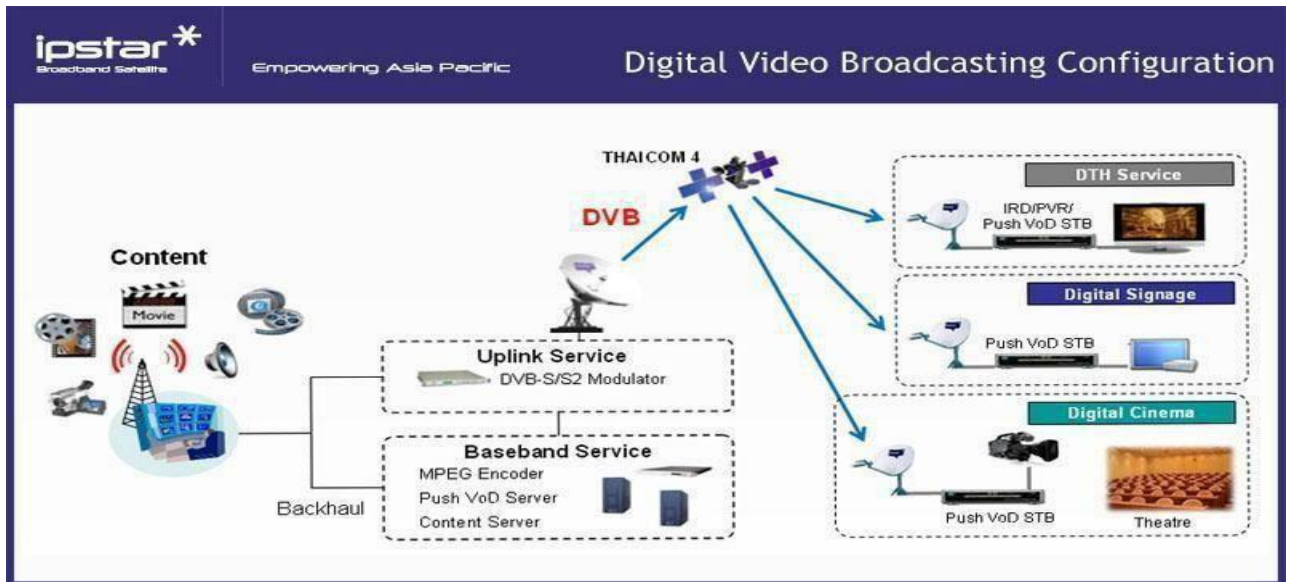 ipstar
Broadband Satellite
Empowering Asia Pacific
Digital Video Broadcasting Configuration
THAICOM 4
DVB
Content
Movie
Uplink Service
DVB-S/S2 Modulator
Baseband Service
MPEG Encoder
Push VoD Server
Content Server
Backhaul
DTH Service
IRD/PVR/
Push VoD STB
Digital Signage
Push VoD STB
Digital Cinema
Push VoD STB
Theatre